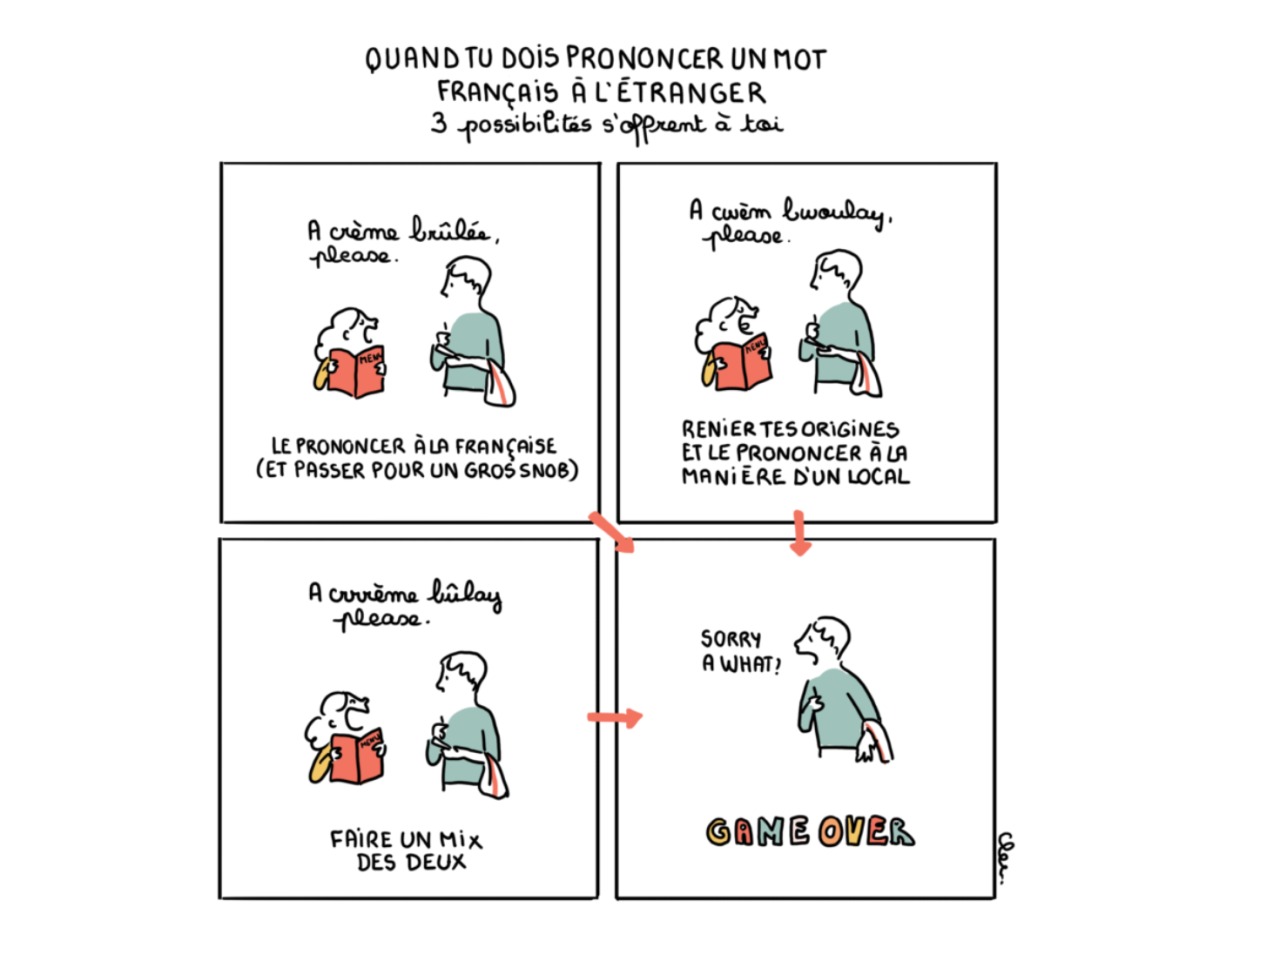 QUAND TU DOIS PRONONCER UN MOT
FRANÇAIS À L'ÉTRANGER
3 possibilités s'offrent à toi
A crème brûlée,
please.
MENU
LE PRONONCER À LA FRANÇAISE
(ET PASSER POUR UN GROS SNOB)
A cwèm bwoulay,
please.
MENU
RENIER TES ORIGINES
ET LE PRONONCER À LA
MANIÈRE D'UN LOCAL
A crrrème bûlay
please.
MENU
FAIRE UN MIX
DES DEUX
SORRY
A WHAT?
GAME OVER